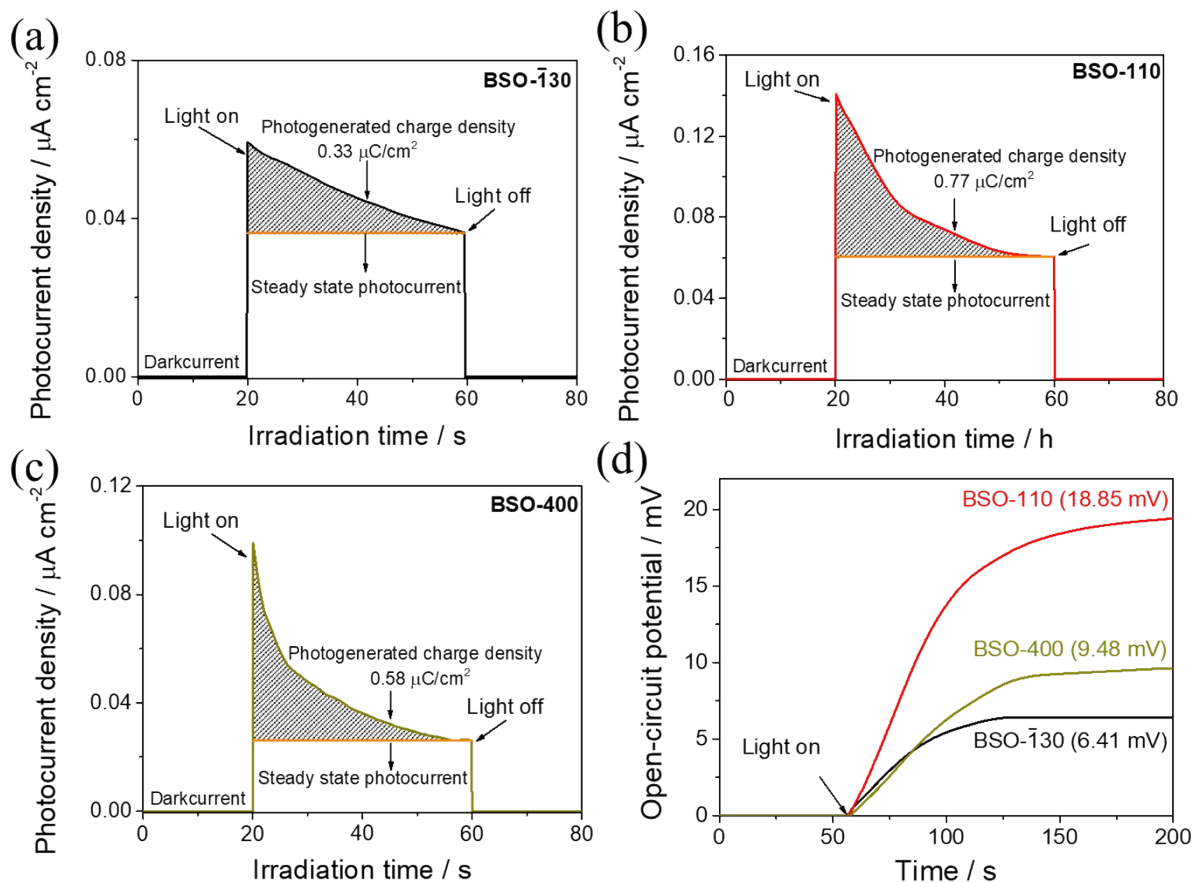 (a)
Photocurrent density / μA cm⁻²
0.08
0.04
0.00
BSO-1̄30
Light on
Photogenerated charge density
0.33 μC/cm²
Light off
Steady state photocurrent
Darkcurrent
0 20 40 60 80
Irradiation time / s
(b)
Photocurrent density / μA cm⁻²
0.16
0.12
0.08
0.04
0.00
BSO-110
Light on
Photogenerated charge density
0.77 μC/cm²
Light off
Steady state photocurrent
Darkcurrent
0 20 40 60 80
Irradiation time / h
(c)
Photocurrent density / μA cm⁻²
0.12
0.08
0.04
0.00
BSO-400
Light on
Photogenerated charge density
0.58 μC/cm²
Light off
Steady state photocurrent
Darkcurrent
0 20 40 60 80
Irradiation time / s
(d)
Open-circuit potential / mV
20
15
10
5
0
BSO-110 (18.85 mV)
BSO-400 (9.48 mV)
BSO-1̄30 (6.41 mV)
Light on
0 50 100 150 200
Time / s